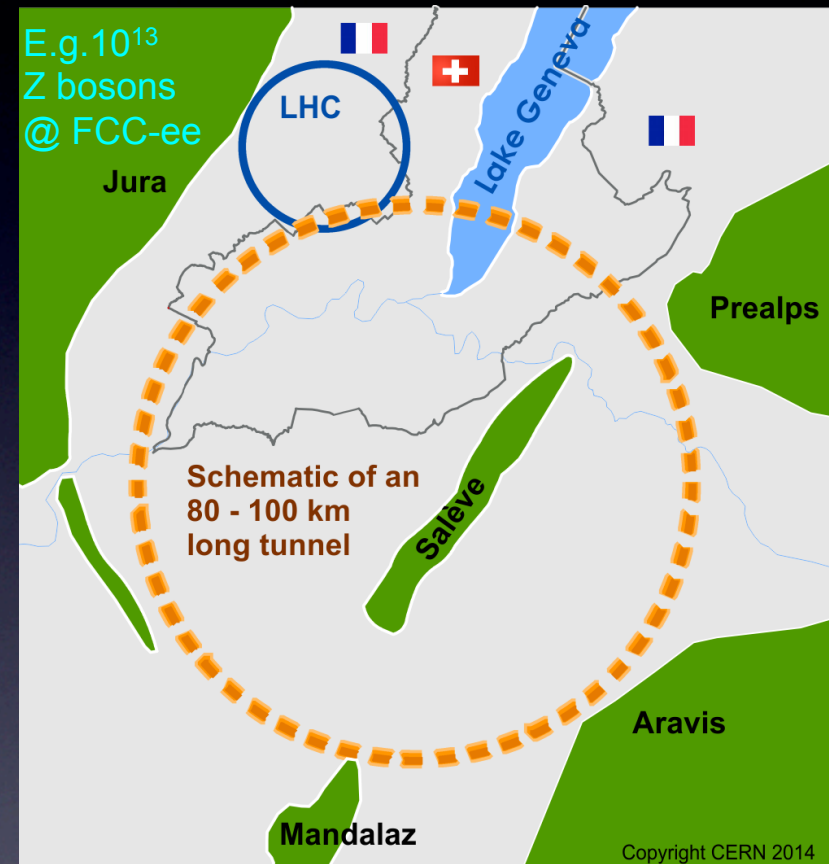 E.g.10¹³
Z bosons
@ FCC-ee
LHC
Lake Geneva
Jura
Prealps
Schematic of an
80 - 100 km
long tunnel
Salève
Aravis
Mandalaz
Copyright CERN 2014